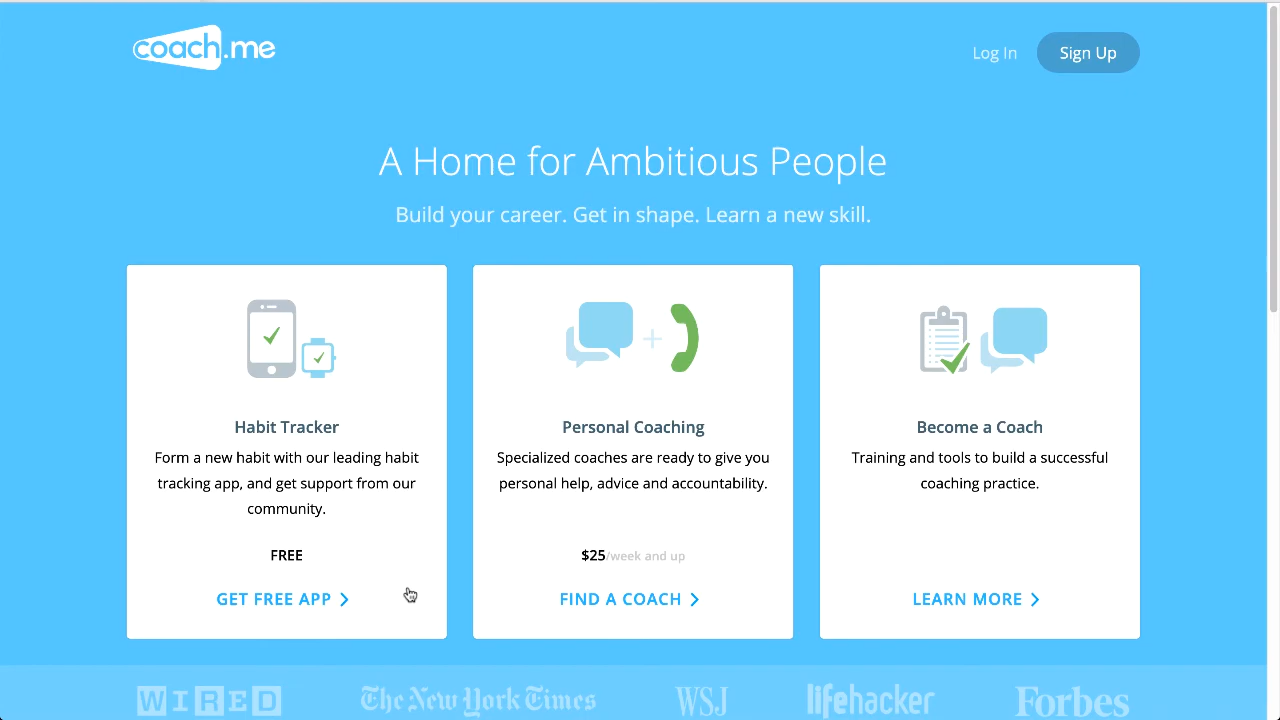 coach.me
Log In
Sign Up
A Home for Ambitious People
Build your career. Get in shape. Learn a new skill.
Habit Tracker
Form a new habit with our leading habit
tracking app, and get support from our
community.
FREE
GET FREE APP
Personal Coaching
Specialized coaches are ready to give you
personal help, advice and accountability.
$25/week and up
FIND A COACH
Become a Coach
Training and tools to build a successful
coaching practice.
LEARN MORE
WIRED
The New York Times
WSJ
lifehacker
Forbes